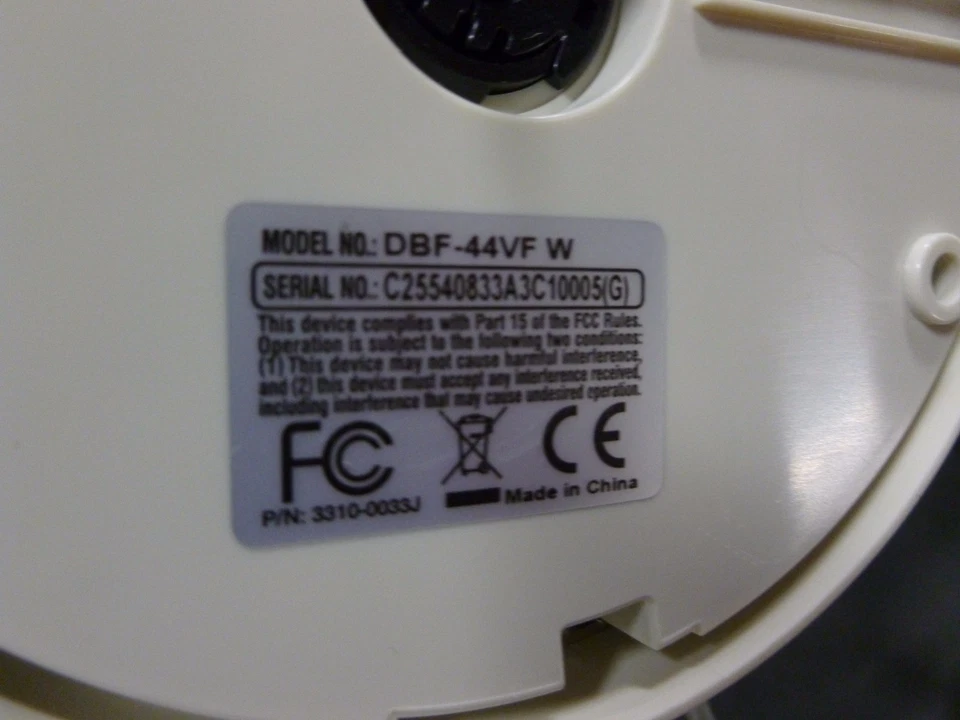 MODEL NO.: DBF-44VF W
SERIAL NO.: C25540833A3C10005(G)
This device complies with Part 15 of the FCC Rules.
Operation is subject to the following two conditions:
(1) This device may not cause harmful interference,
and (2) this device must accept any interference received,
including interference that may cause undesired operation.
FC CE
Made in China
P/N: 3310-0033J